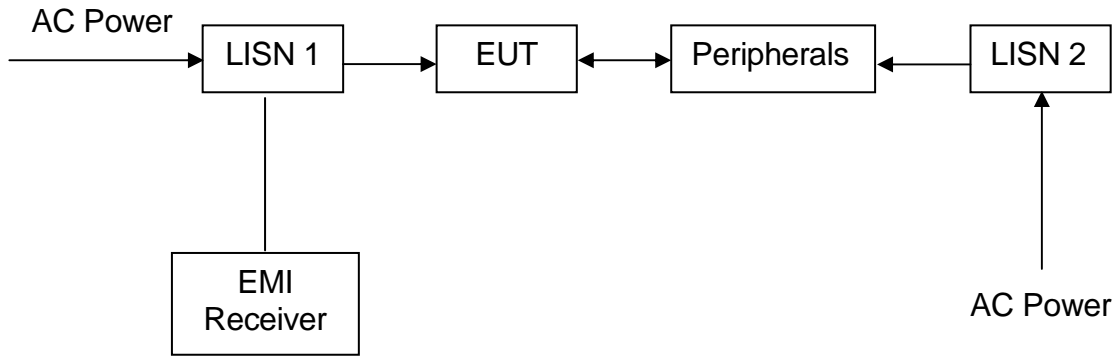 AC Power
LISN 1
EUT
Peripherals
LISN 2
EMI
Receiver
AC Power